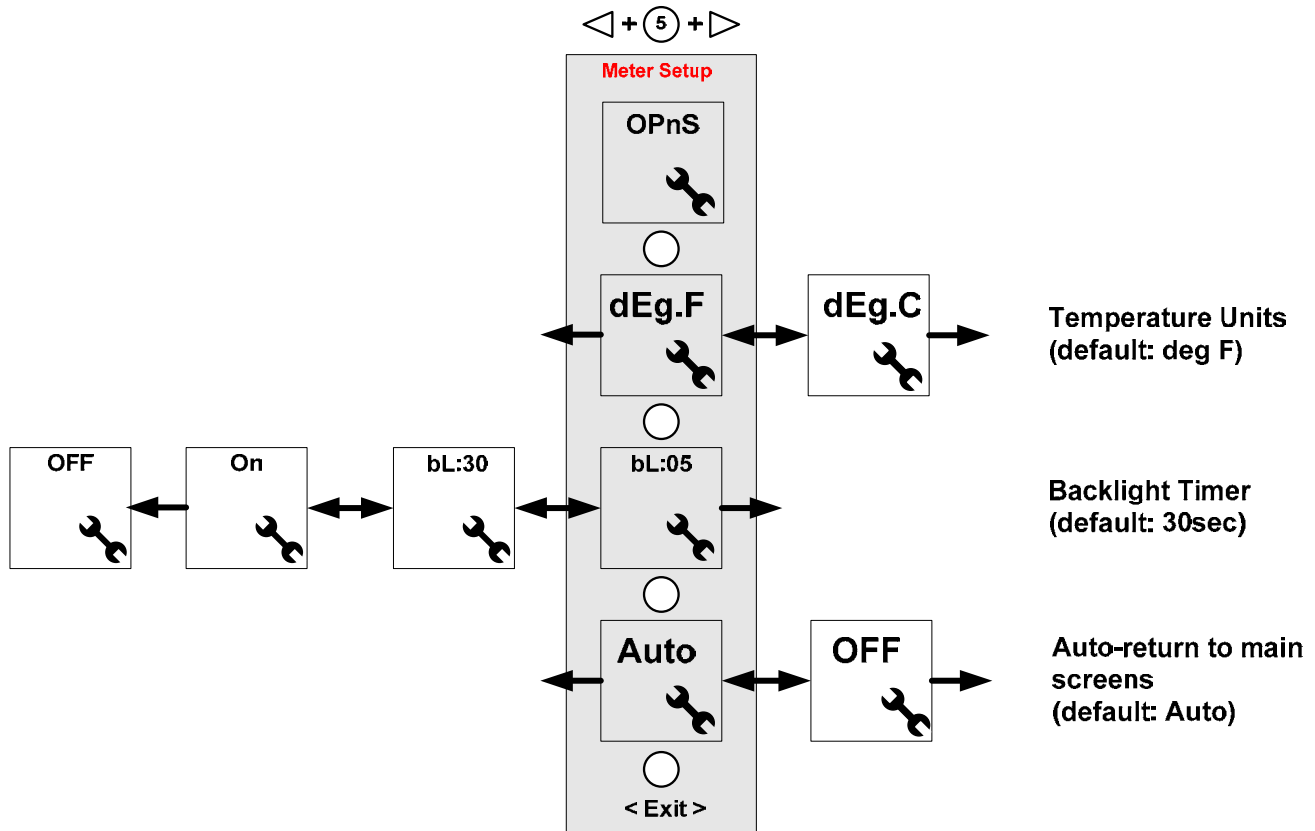 + 5 +
Meter Setup
OPnS
dEg.F
dEg.C
Temperature Units
(default: deg F)
OFF
On
bL:30
bL:05
Backlight Timer
(default: 30sec)
Auto
OFF
Auto-return to main
screens
(default: Auto)
< Exit >